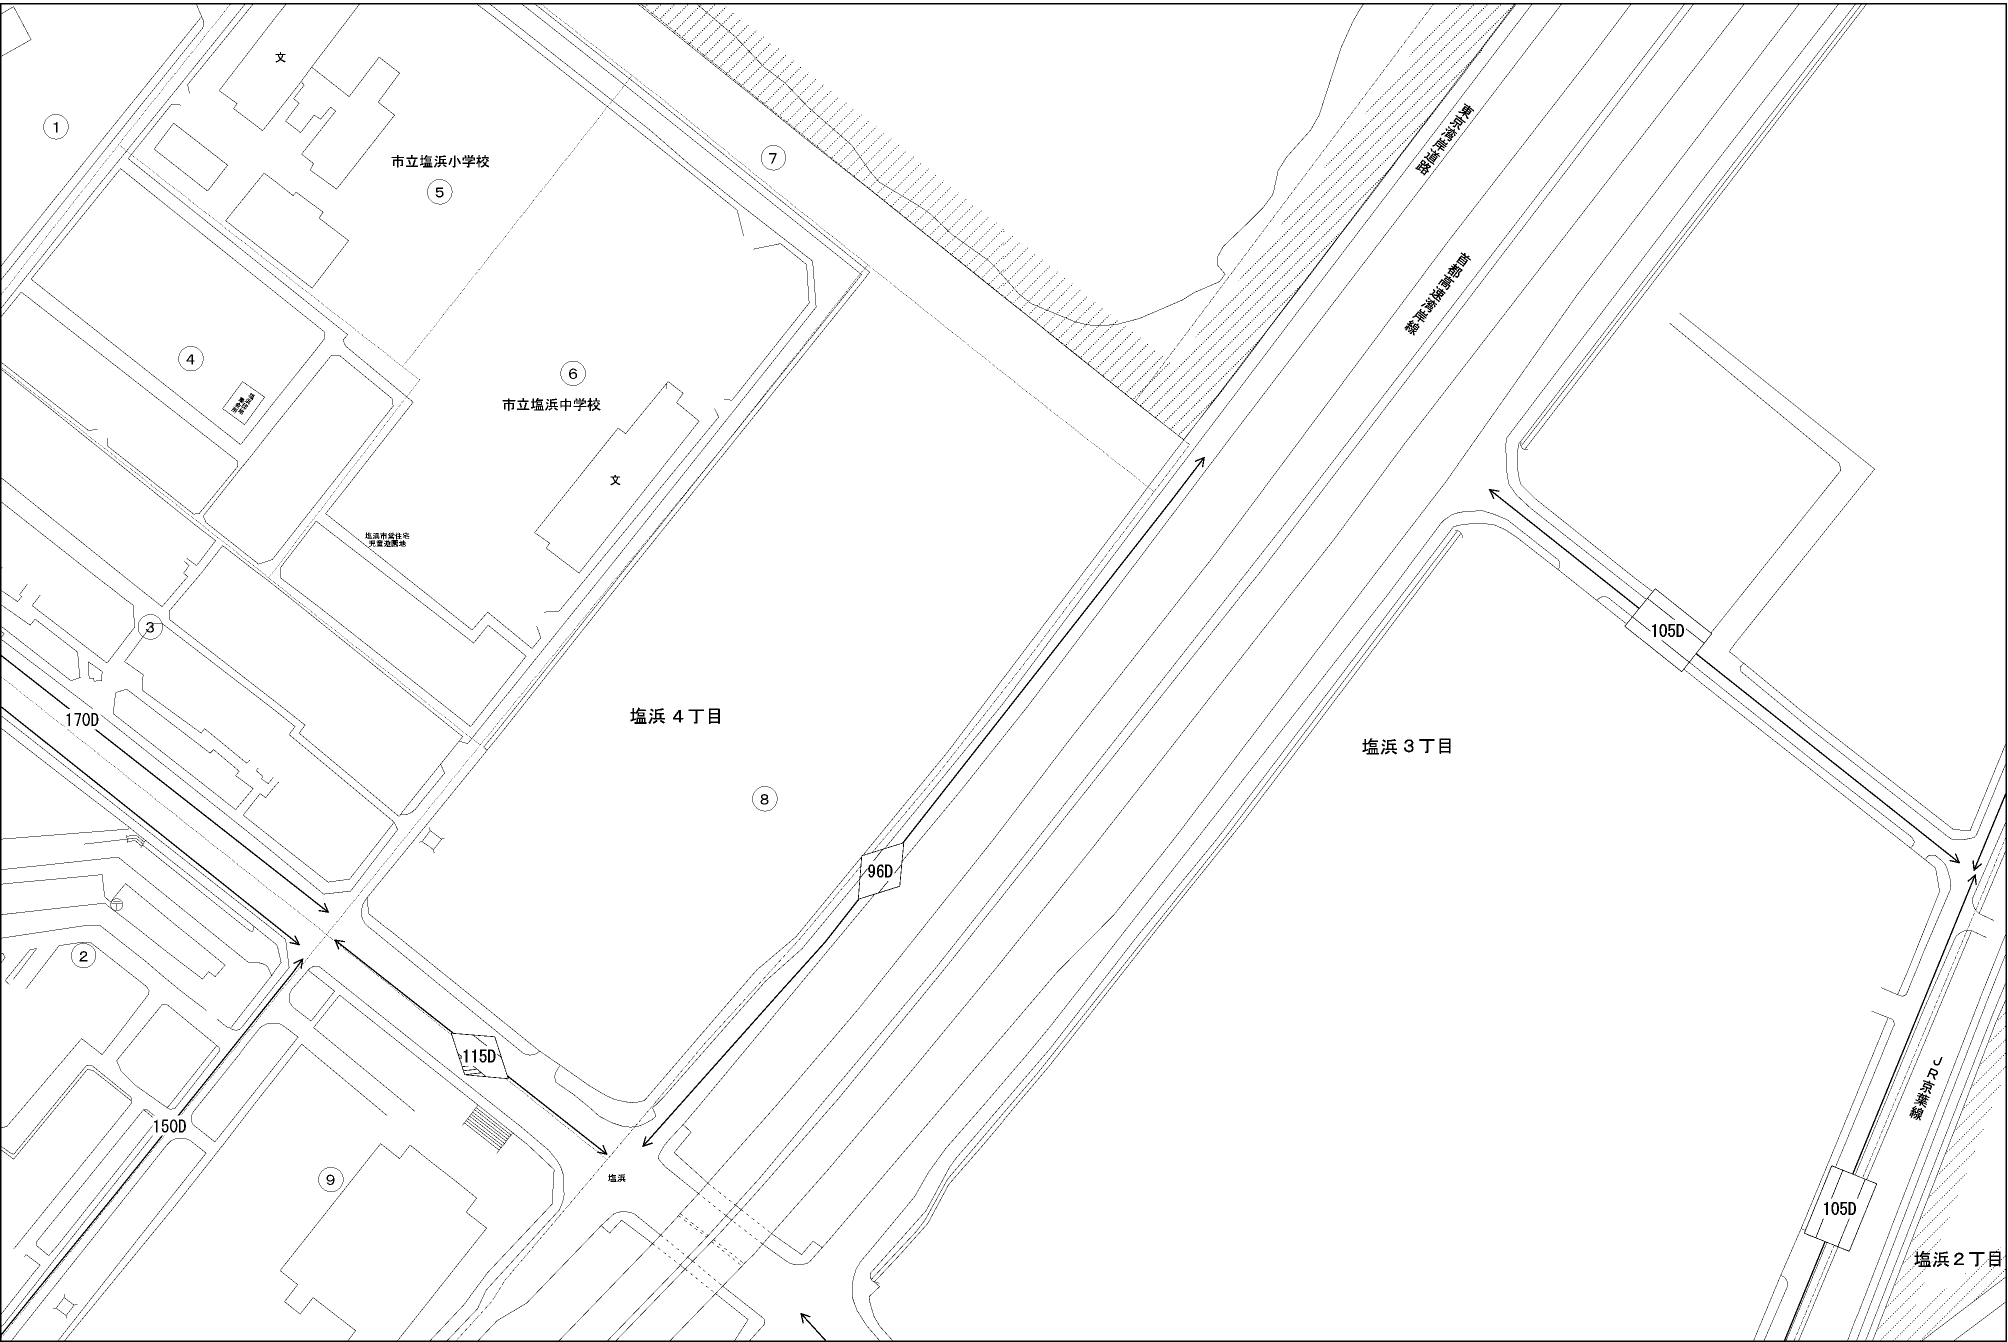 文
1
7
市立塩浜小学校
5
東京湾岸道路
首都高速湾岸線
4
6
市立塩浜中学校
文
塩浜市営住宅
児童遊園地
3
105D
170D
塩浜４丁目
塩浜３丁目
8
96D
2
115D
ＪＲ京葉線
150D
9
塩浜
105D
塩浜２丁目